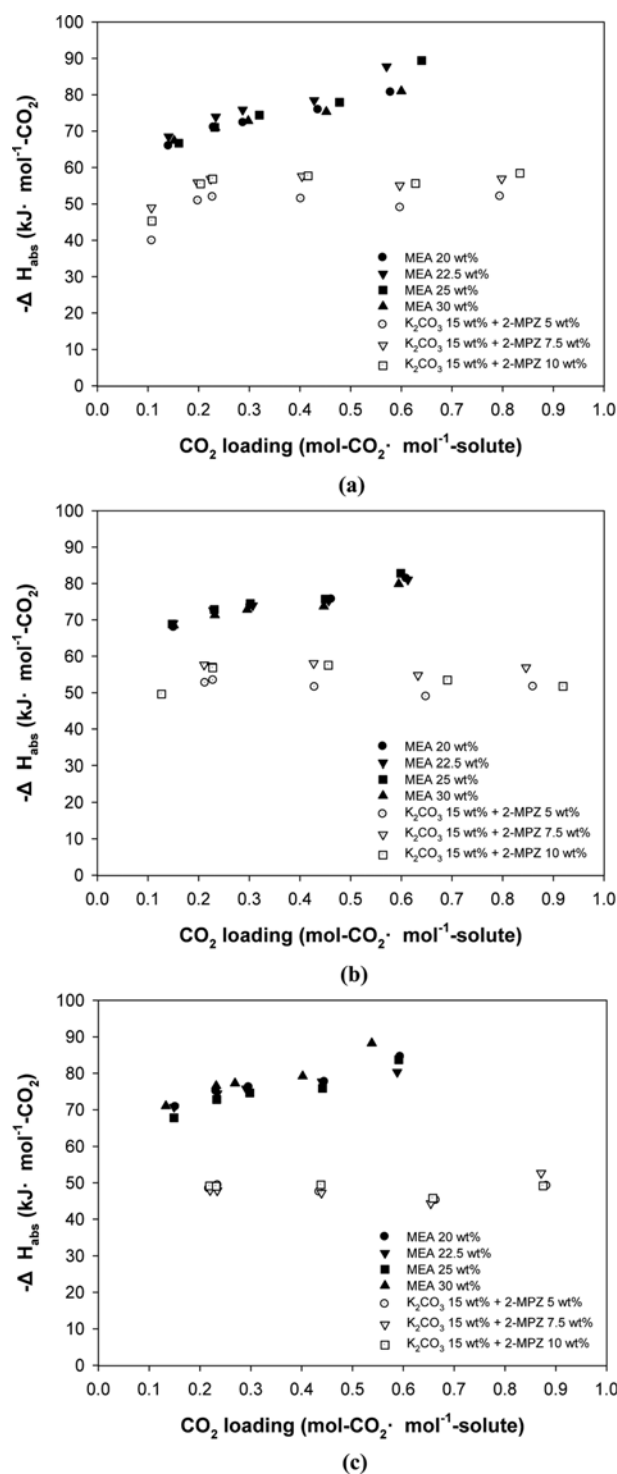 100
90
80
70
60
50
40
30
20
10
0
-Δ H_abs (kJ· mol⁻¹-CO₂)
MEA 20 wt%
MEA 22.5 wt%
MEA 25 wt%
MEA 30 wt%
K₂CO₃ 15 wt% + 2-MPZ 5 wt%
K₂CO₃ 15 wt% + 2-MPZ 7.5 wt%
K₂CO₃ 15 wt% + 2-MPZ 10 wt%
0.0 0.1 0.2 0.3 0.4 0.5 0.6 0.7 0.8 0.9 1.0
CO₂ loading (mol-CO₂· mol⁻¹-solute)
(a)
100
90
80
70
60
50
40
30
20
10
0
-Δ H_abs (kJ· mol⁻¹-CO₂)
MEA 20 wt%
MEA 22.5 wt%
MEA 25 wt%
MEA 30 wt%
K₂CO₃ 15 wt% + 2-MPZ 5 wt%
K₂CO₃ 15 wt% + 2-MPZ 7.5 wt%
K₂CO₃ 15 wt% + 2-MPZ 10 wt%
0.0 0.1 0.2 0.3 0.4 0.5 0.6 0.7 0.8 0.9 1.0
CO₂ loading (mol-CO₂· mol⁻¹-solute)
(b)
100
90
80
70
60
50
40
30
20
10
0
-Δ H_abs (kJ· mol⁻¹-CO₂)
MEA 20 wt%
MEA 22.5 wt%
MEA 25 wt%
MEA 30 wt%
K₂CO₃ 15 wt% + 2-MPZ 5 wt%
K₂CO₃ 15 wt% + 2-MPZ 7.5 wt%
K₂CO₃ 15 wt% + 2-MPZ 10 wt%
0.0 0.1 0.2 0.3 0.4 0.5 0.6 0.7 0.8 0.9 1.0
CO₂ loading (mol-CO₂· mol⁻¹-solute)
(c)